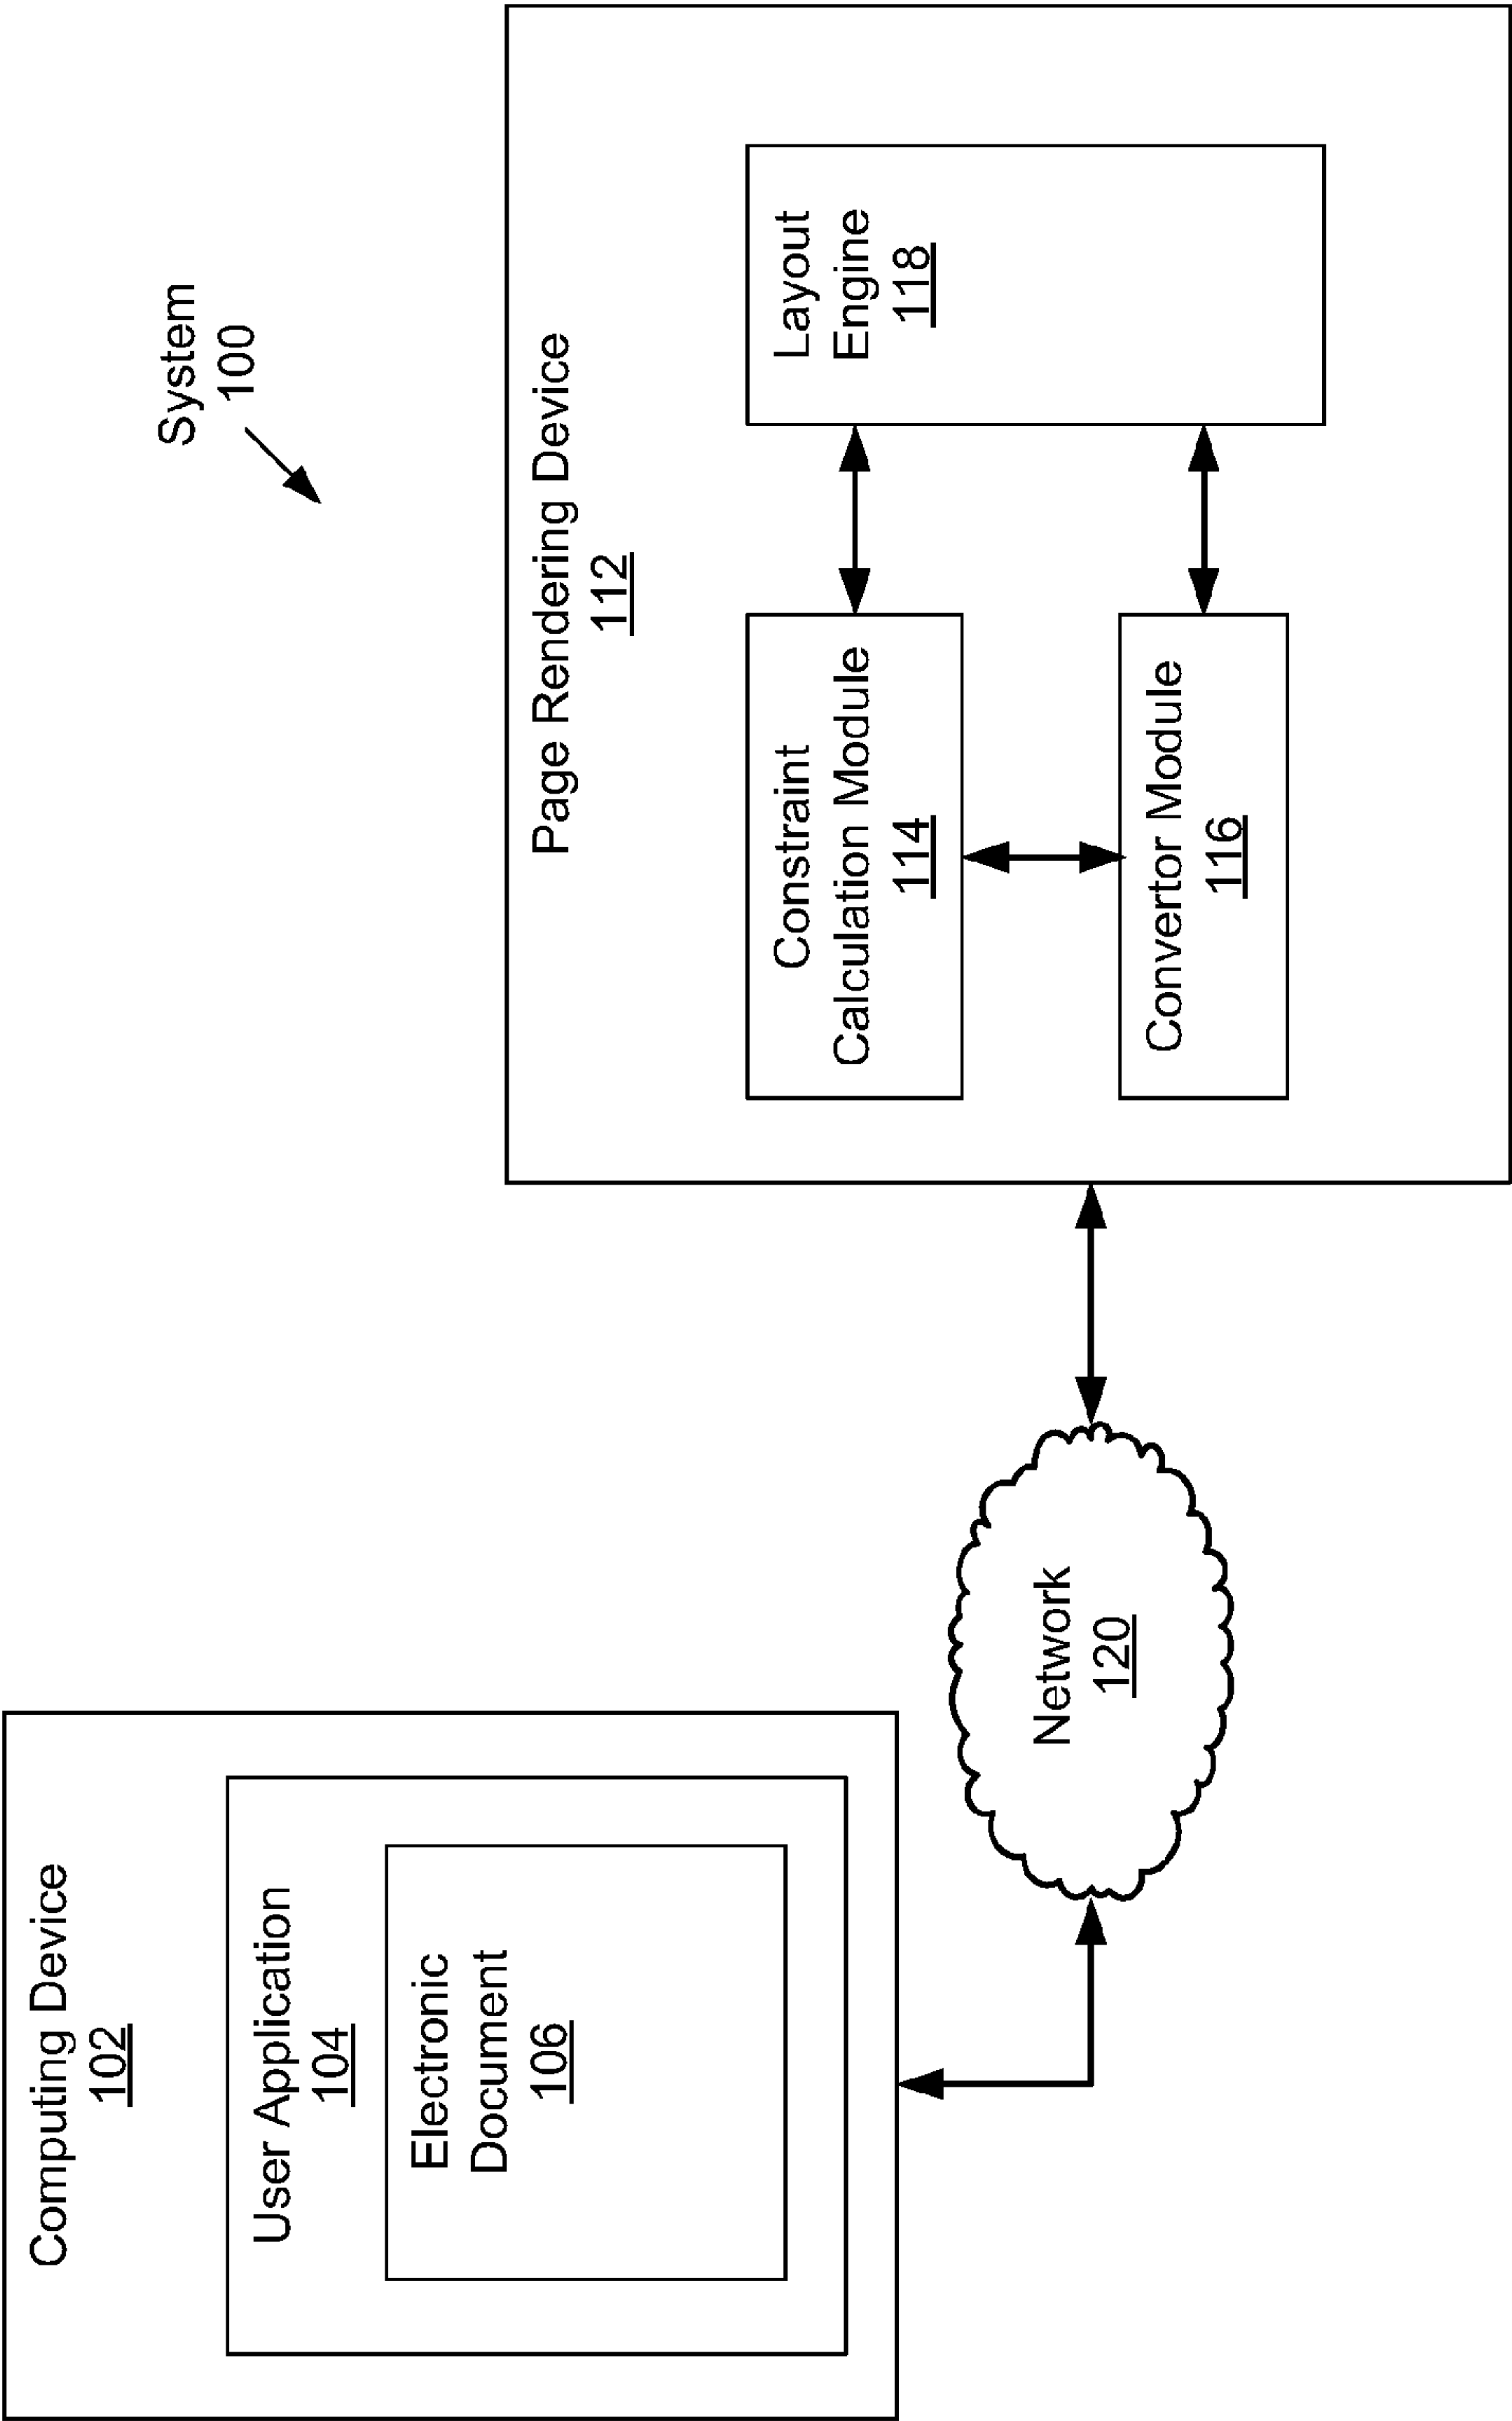 System
100
Computing Device
102
User Application
104
Electronic
Document
106
Network
120
Page Rendering Device
112
Constraint
Calculation Module
114
Convertor Module
116
Layout
Engine
118